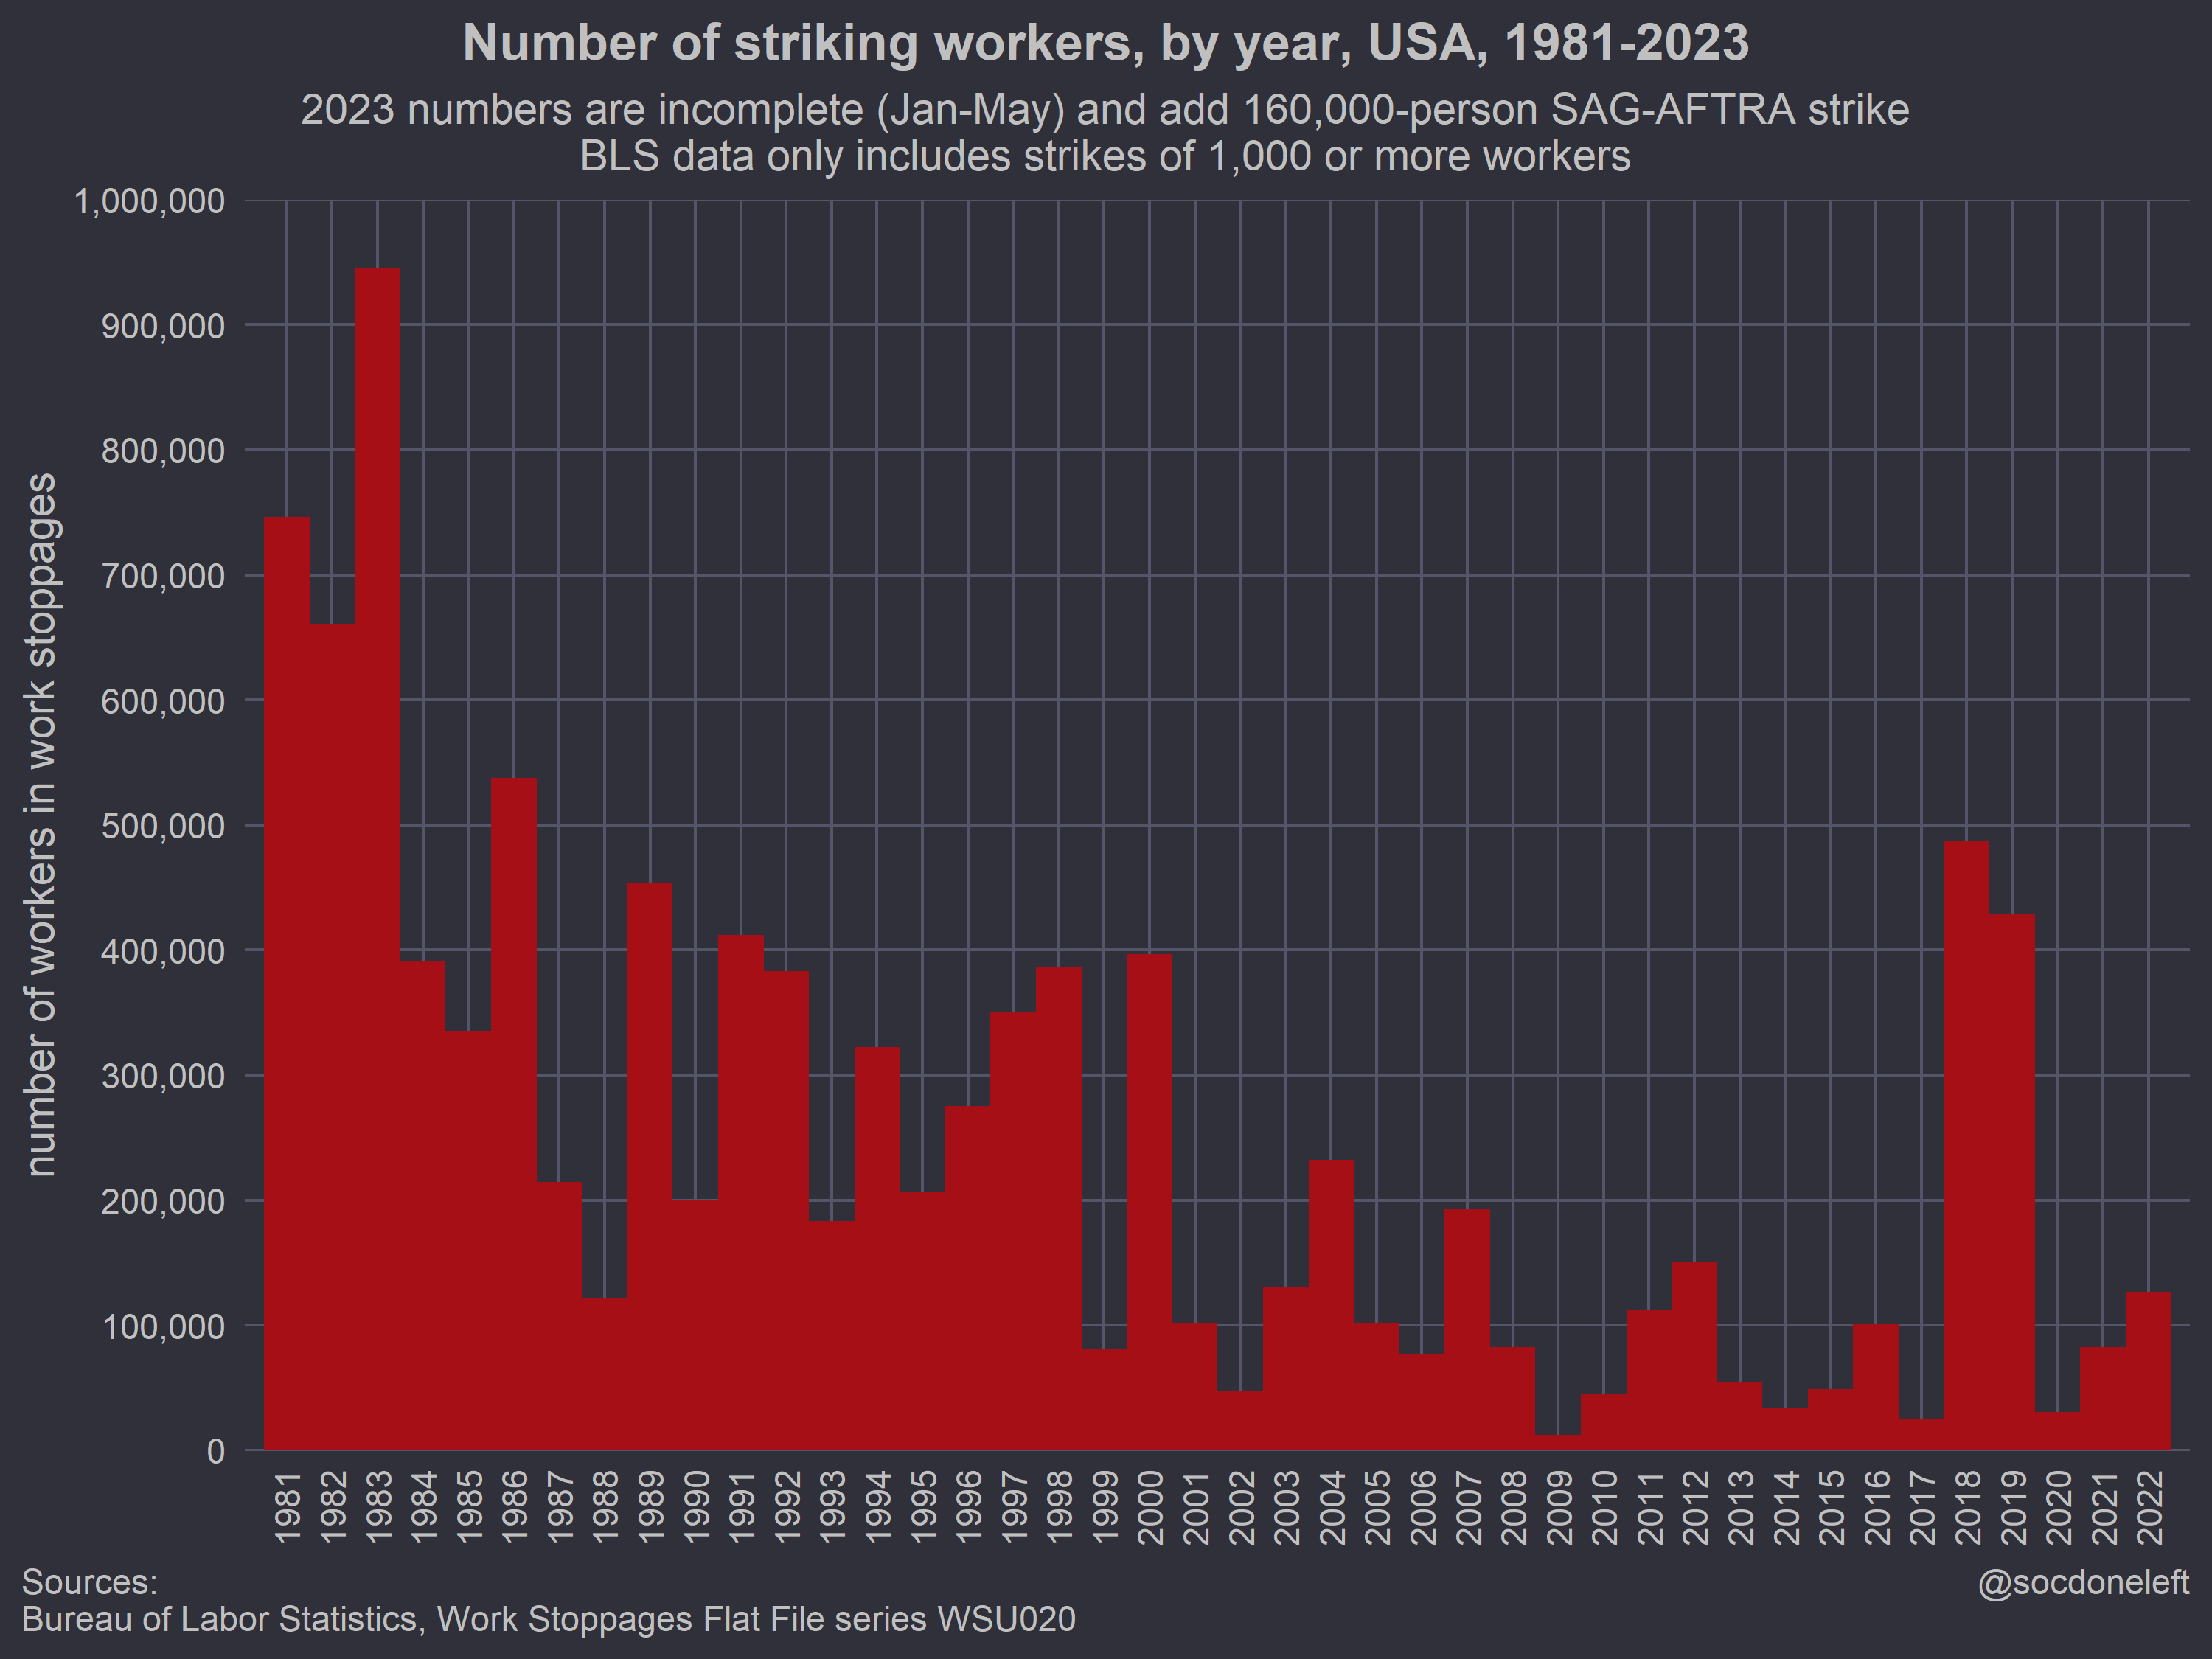 Number of striking workers, by year, USA, 1981-2023
2023 numbers are incomplete (Jan-May) and add 160,000-person SAG-AFTRA strike
BLS data only includes strikes of 1,000 or more workers
number of workers in work stoppages
1,000,000
900,000
800,000
700,000
600,000
500,000
400,000
300,000
200,000
100,000
0
1981 1982 1983 1984 1985 1986 1987 1988 1989 1990 1991 1992 1993 1994 1995 1996 1997 1998 1999 2000 2001 2002 2003 2004 2005 2006 2007 2008 2009 2010 2011 2012 2013 2014 2015 2016 2017 2018 2019 2020 2021 2022
Sources:
Bureau of Labor Statistics, Work Stoppages Flat File series WSU020
@socdoneleft